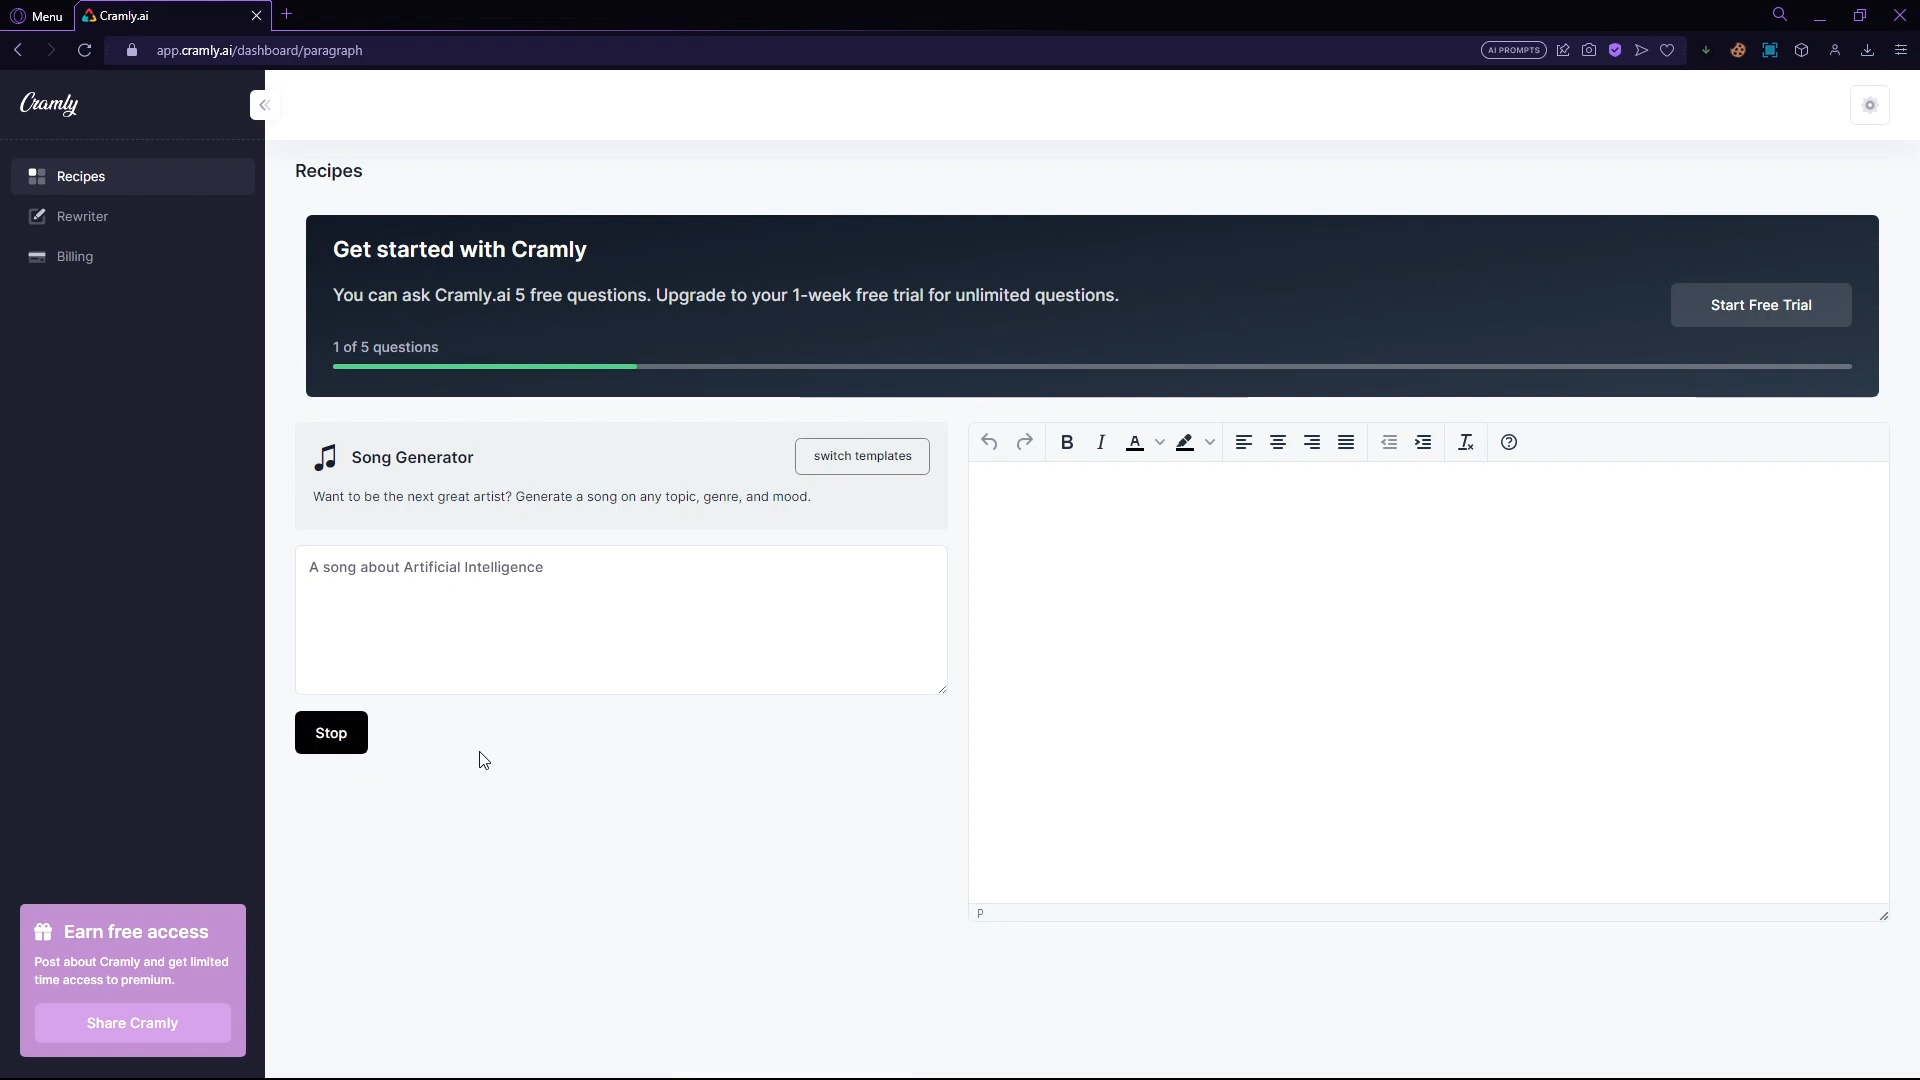 Menu
Cramly.ai
app.cramly.ai/dashboard/paragraph
AI PROMPTS
Cramly
Recipes
Rewriter
Billing
Recipes
Get started with Cramly
You can ask Cramly.ai 5 free questions. Upgrade to your 1-week free trial for unlimited questions.
Start Free Trial
1 of 5 questions
Song Generator
switch templates
Want to be the next great artist? Generate a song on any topic, genre, and mood.
A song about Artificial Intelligence
Stop
P
Earn free access
Post about Cramly and get limited
time access to premium.
Share Cramly